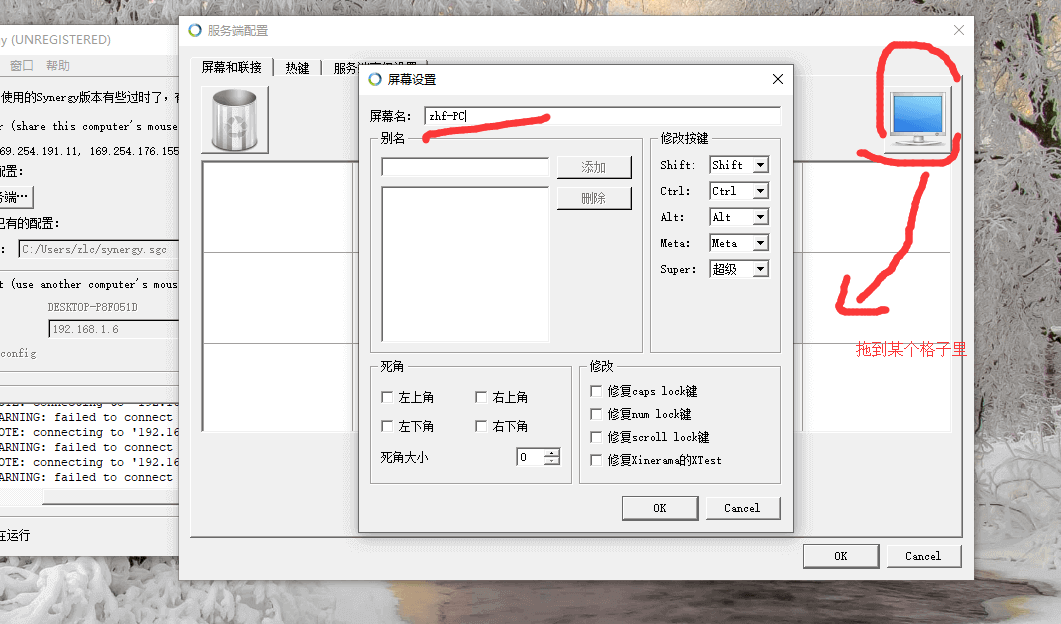 y (UNREGISTERED)
窗口 帮助
使用的Synergy版本有些过时了，
r (share this computer's mouse
69.254.191.11, 169.254.176.155
配置：
务端…
已有的配置：
: C:/Users/zlc/synergy.sgc
t (use another computer's mous
DESKTOP-P8F051D
192.168.1.6
config
ARNING: failed to connect
OTE: connecting to '192.16
ARNING: failed to connect
OTE: connecting to '192.16
ARNING: failed to connect
在运行
服务端配置
屏幕和联接 热键
屏幕设置
屏幕名： zhf-PC
别名
添加
删除
修改按键
Shift: Shift
Ctrl: Ctrl
Alt: Alt
Meta: Meta
Super: 超级
死角
左上角 右上角
左下角 右下角
死角大小 0
修改
修复caps lock键
修复num lock键
修复scroll lock键
修复Xinerama的XTest
OK Cancel
拖到某个格子里
OK Cancel